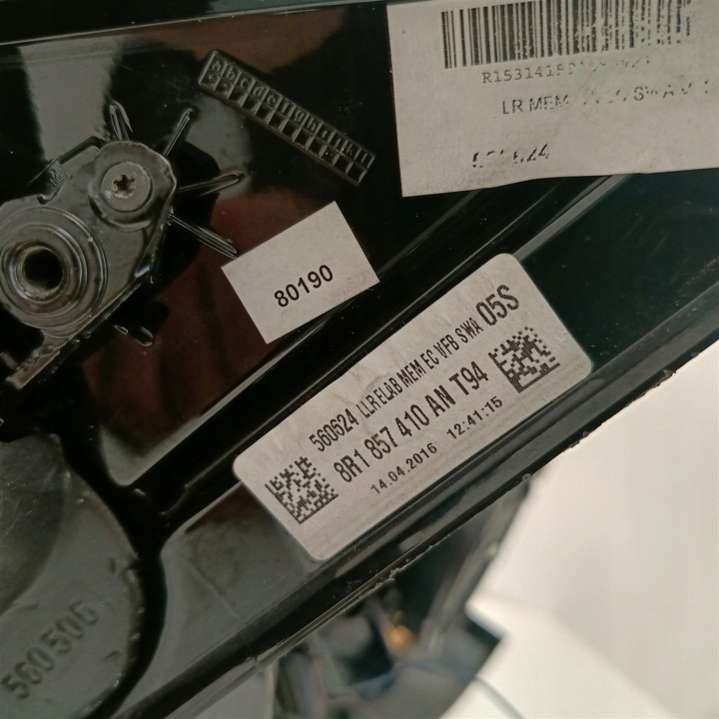 LR MEM
80190
560624 LLR ELAB MEM EC VFB SWA 05S
8R1 857 410 AN T94
14.04.2016 12:41:15
560 506